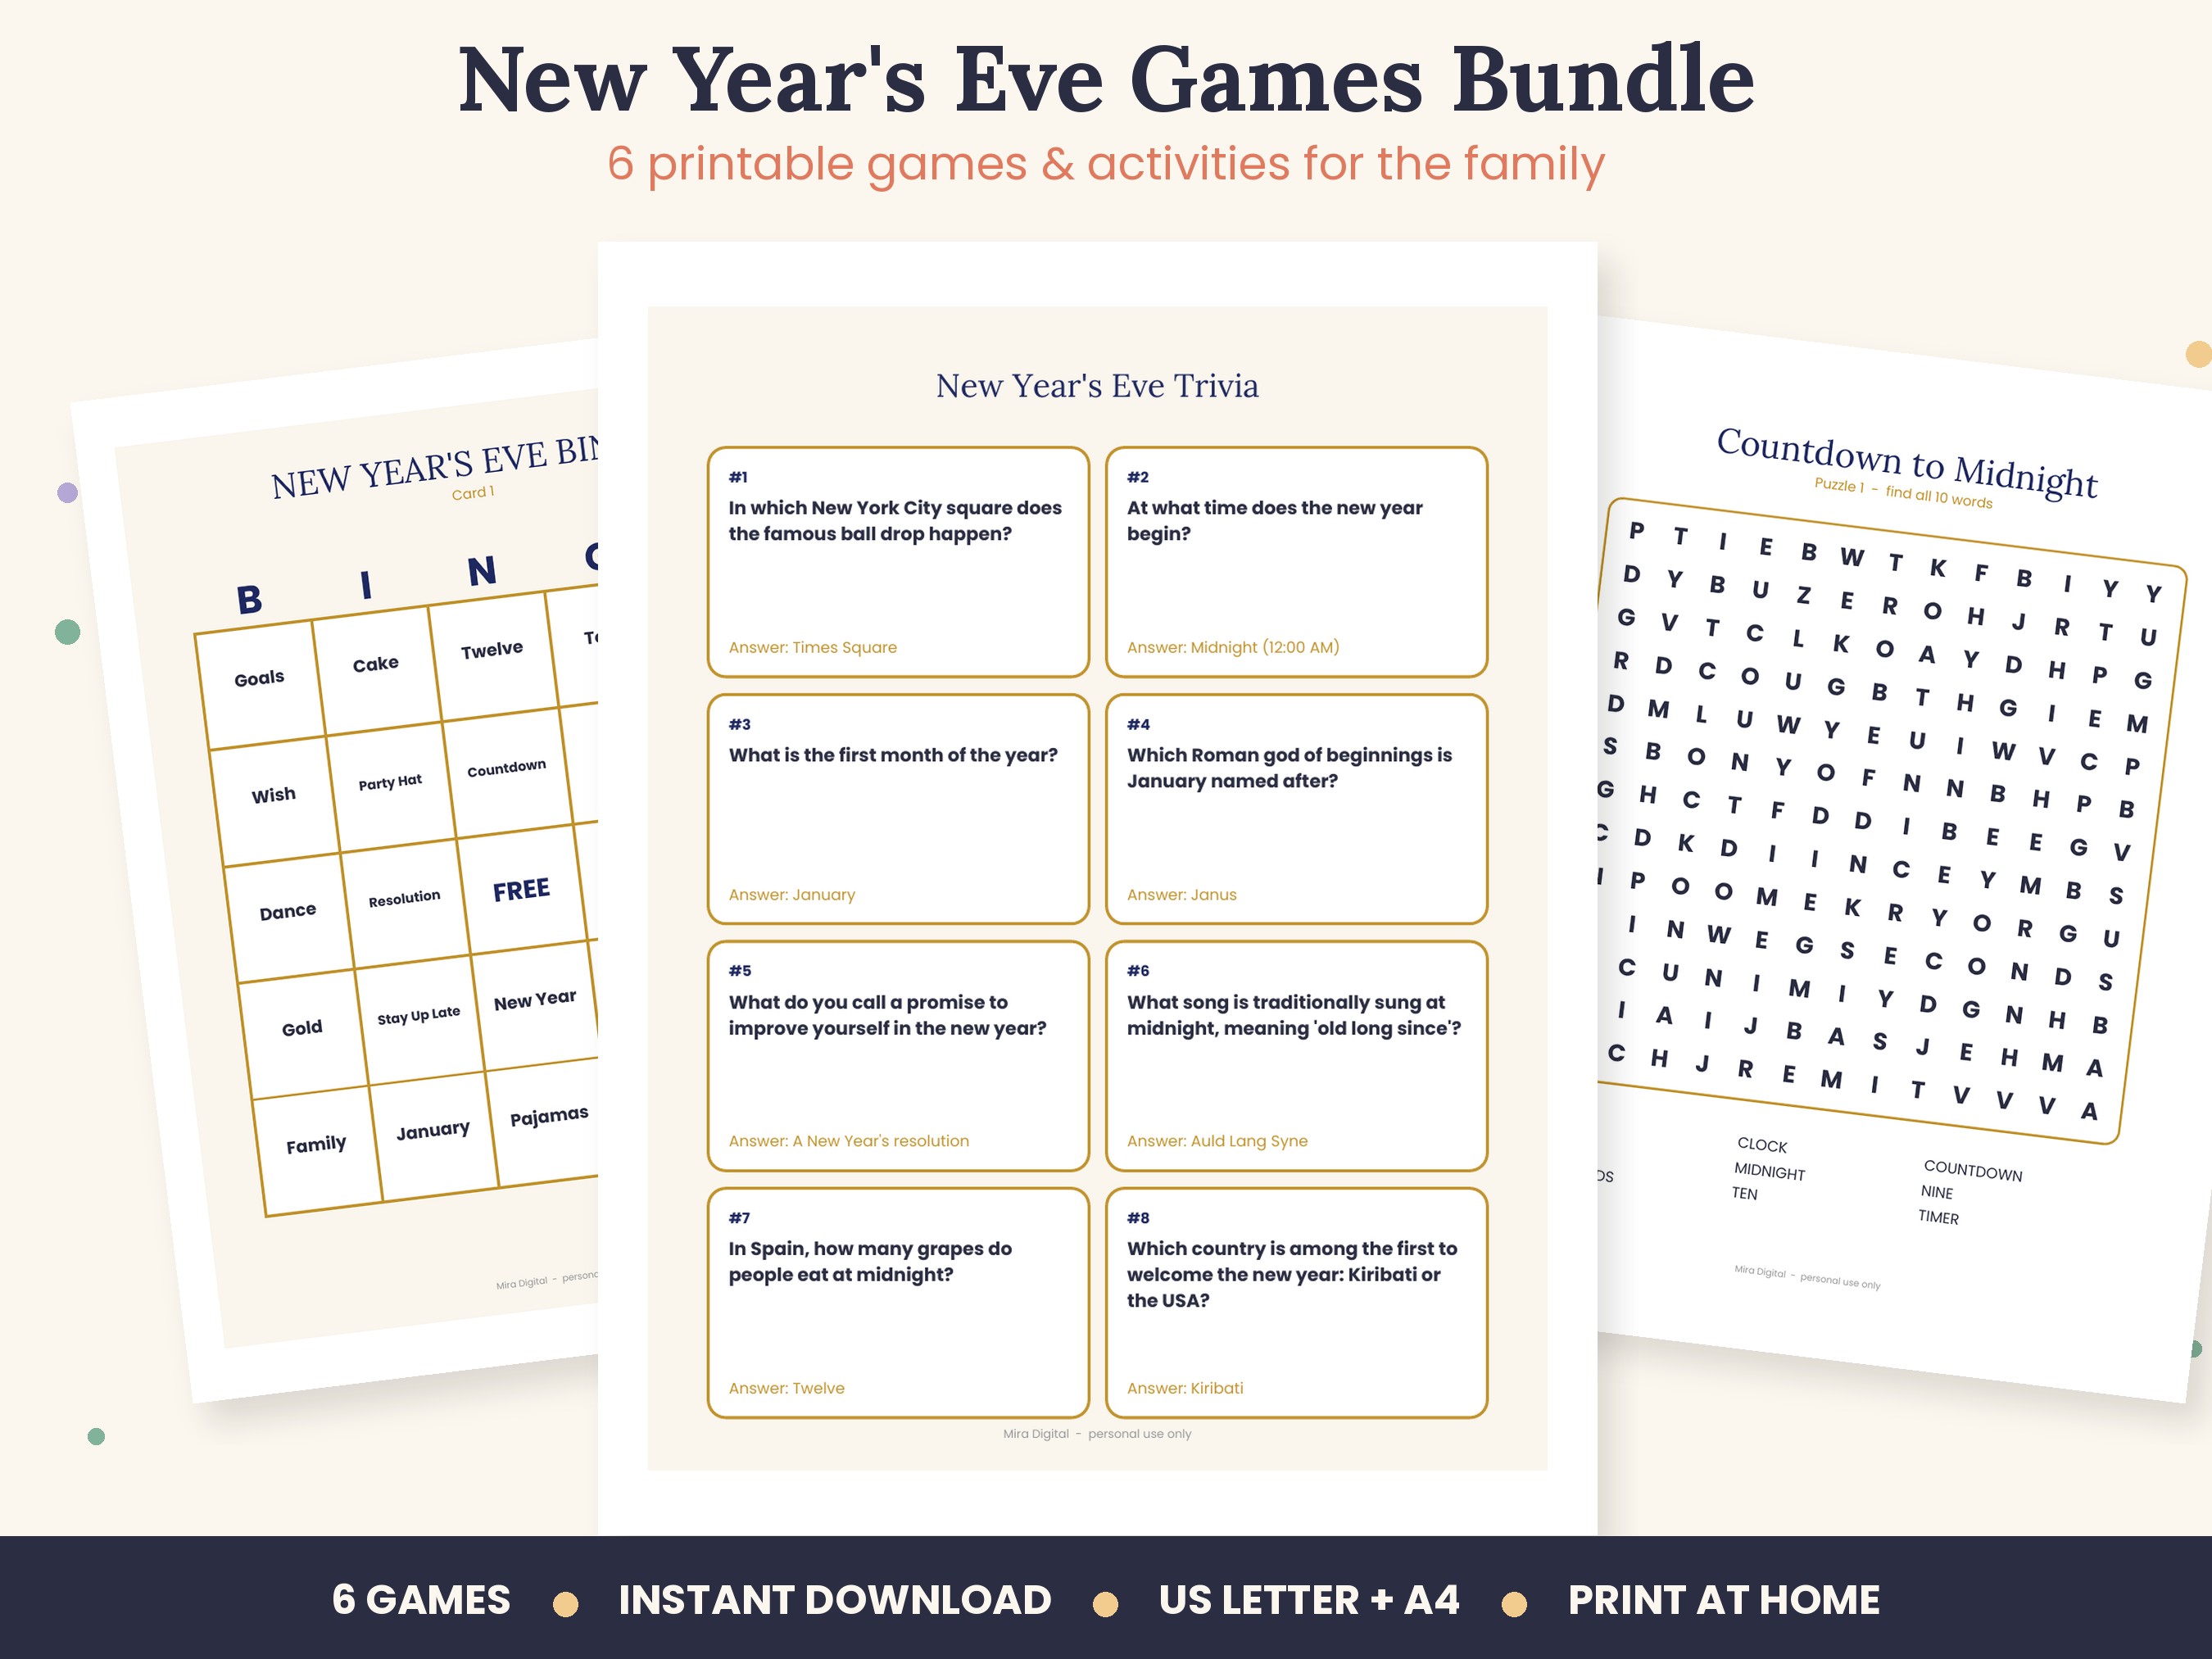 New Year's Eve Games Bundle
6 printable games & activities for the family
NEW YEAR'S EVE
Card 1
B I N
Goals Cake Twelve
Wish Party Hat Countdown
Dance Resolution FREE
Gold Stay Up Late New Year
Family January Pajamas
Mira Digital -
New Year's Eve Trivia
#1
In which New York City square does
the famous ball drop happen?
Answer: Times Square
#2
At what time does the new year
begin?
Answer: Midnight (12:00 AM)
#3
What is the first month of the year?
Answer: January
#4
Which Roman god of beginnings is
January named after?
Answer: Janus
#5
What do you call a promise to
improve yourself in the new year?
Answer: A New Year's resolution
#6
What song is traditionally sung at
midnight, meaning 'old long since'?
Answer: Auld Lang Syne
#7
In Spain, how many grapes do
people eat at midnight?
Answer: Twelve
#8
Which country is among the first to
welcome the new year: Kiribati or
the USA?
Answer: Kiribati
Mira Digital - personal use only
Countdown to Midnight
Puzzle 1 - find all 10 words
P T I E B W T K F B I Y Y
D Y B U Z E R O H J R T U
G V T C L K O A Y D H P G
R D C O U G B T H G I E M
D M L U W Y E U I W V C P
S B O N Y O F N N B H P B
G H C T F D D I B E E G V
C D K D I I N C E Y M B S
P O O M E K R Y O R G U
I N W E G S E C O N D S
C U N I M I Y D G N H B
I A I J B A S J E H M A
C H J R E M I T V V V A
CLOCK
MIDNIGHT
TEN
COUNTDOWN
NINE
TIMER
Mira Digital - personal use only
6 GAMES INSTANT DOWNLOAD US LETTER + A4 PRINT AT HOME